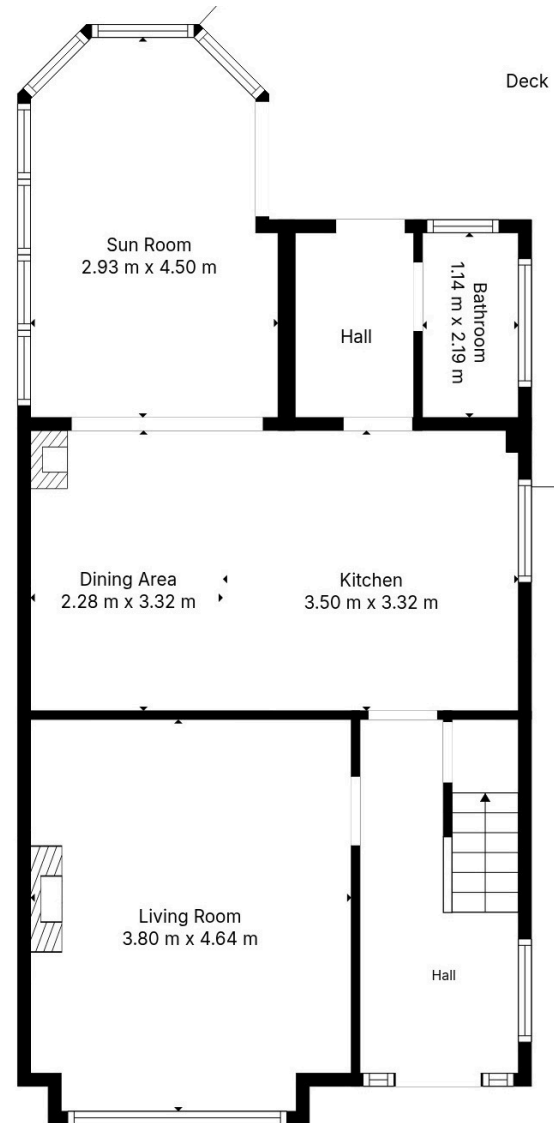 Deck
Sun Room
2.93 m x 4.50 m
Hall
Bathroom
1.14 m x 2.19 m
Dining Area
2.28 m x 3.32 m
Kitchen
3.50 m x 3.32 m
Living Room
3.80 m x 4.64 m
Hall